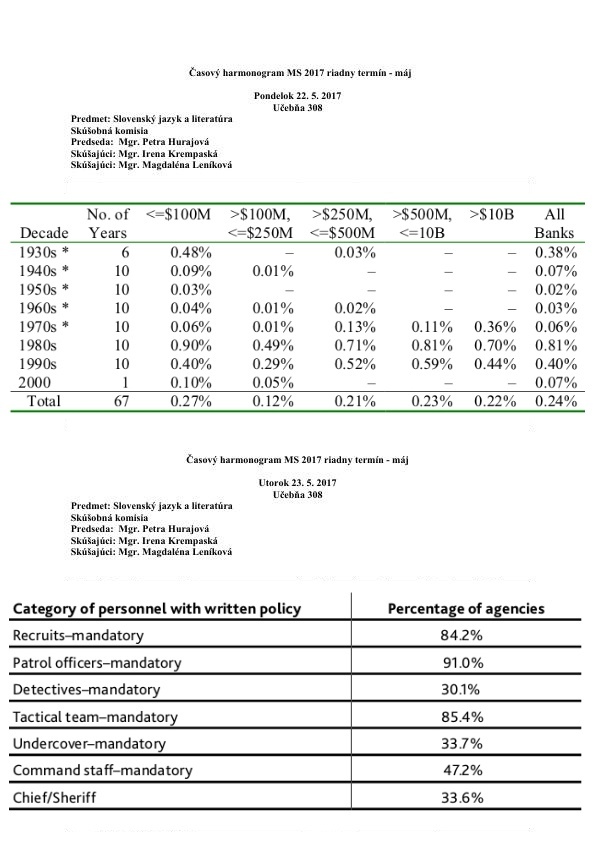 Časový harmonogram MS 2017 riadny termín - máj
Pondelok 22. 5. 2017
Učebňa 308
Predmet: Slovenský jazyk a literatúra
Skúšobná komisia
Predseda: Mgr. Petra Hurajová
Skúšajúci: Mgr. Irena Krempaská
Skúšajúci: Mgr. Magdaléna Leníková
No. of <=$100M >$100M, >$250M, >$500M, >$10B All
Decade Years <=$250M <=$500M <=10B Banks
1930s * 6 0.48% – 0.03% – – 0.38%
1940s * 10 0.09% 0.01% – – – 0.07%
1950s * 10 0.03% – – – – 0.02%
1960s * 10 0.04% 0.01% 0.02% – – 0.03%
1970s * 10 0.06% 0.01% 0.13% 0.11% 0.36% 0.06%
1980s 10 0.90% 0.49% 0.71% 0.81% 0.70% 0.81%
1990s 10 0.40% 0.29% 0.52% 0.59% 0.44% 0.40%
2000 1 0.10% 0.05% – – – 0.07%
Total 67 0.27% 0.12% 0.21% 0.23% 0.22% 0.24%
Časový harmonogram MS 2017 riadny termín - máj
Utorok 23. 5. 2017
Učebňa 308
Predmet: Slovenský jazyk a literatúra
Skúšobná komisia
Predseda: Mgr. Petra Hurajová
Skúšajúci: Mgr. Irena Krempaská
Skúšajúci: Mgr. Magdaléna Leníková
Category of personnel with written policy Percentage of agencies
Recruits–mandatory 84.2%
Patrol officers–mandatory 91.0%
Detectives–mandatory 30.1%
Tactical team–mandatory 85.4%
Undercover–mandatory 33.7%
Command staff–mandatory 47.2%
Chief/Sheriff 33.6%